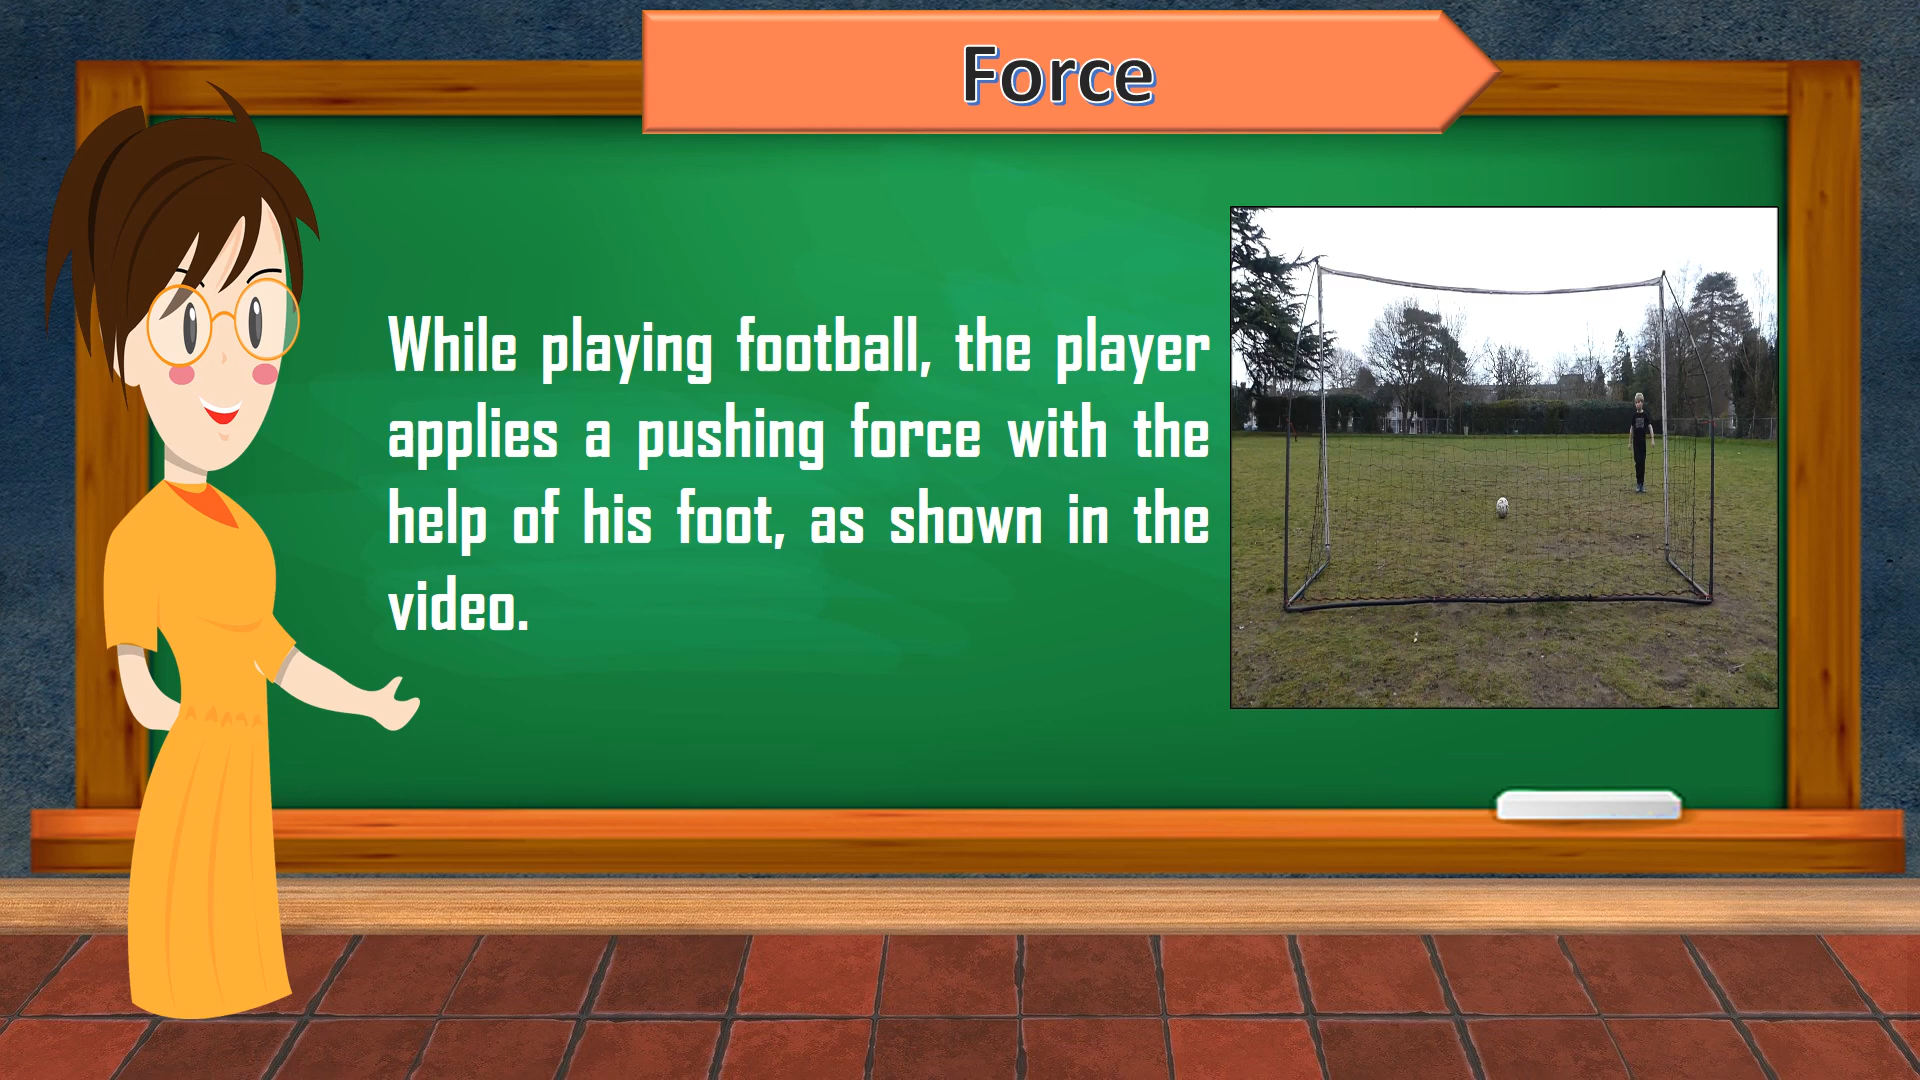 Force
While playing football, the player
applies a pushing force with the
help of his foot, as shown in the
video.